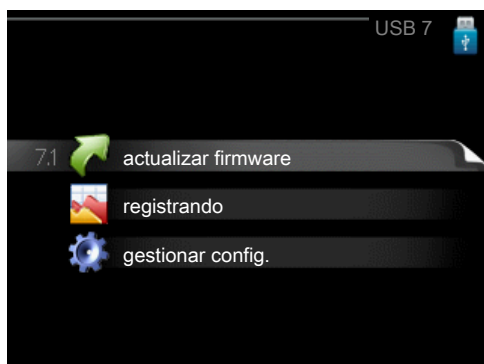 USB 7
7.1 actualizar firmware
registrando
gestionar config.